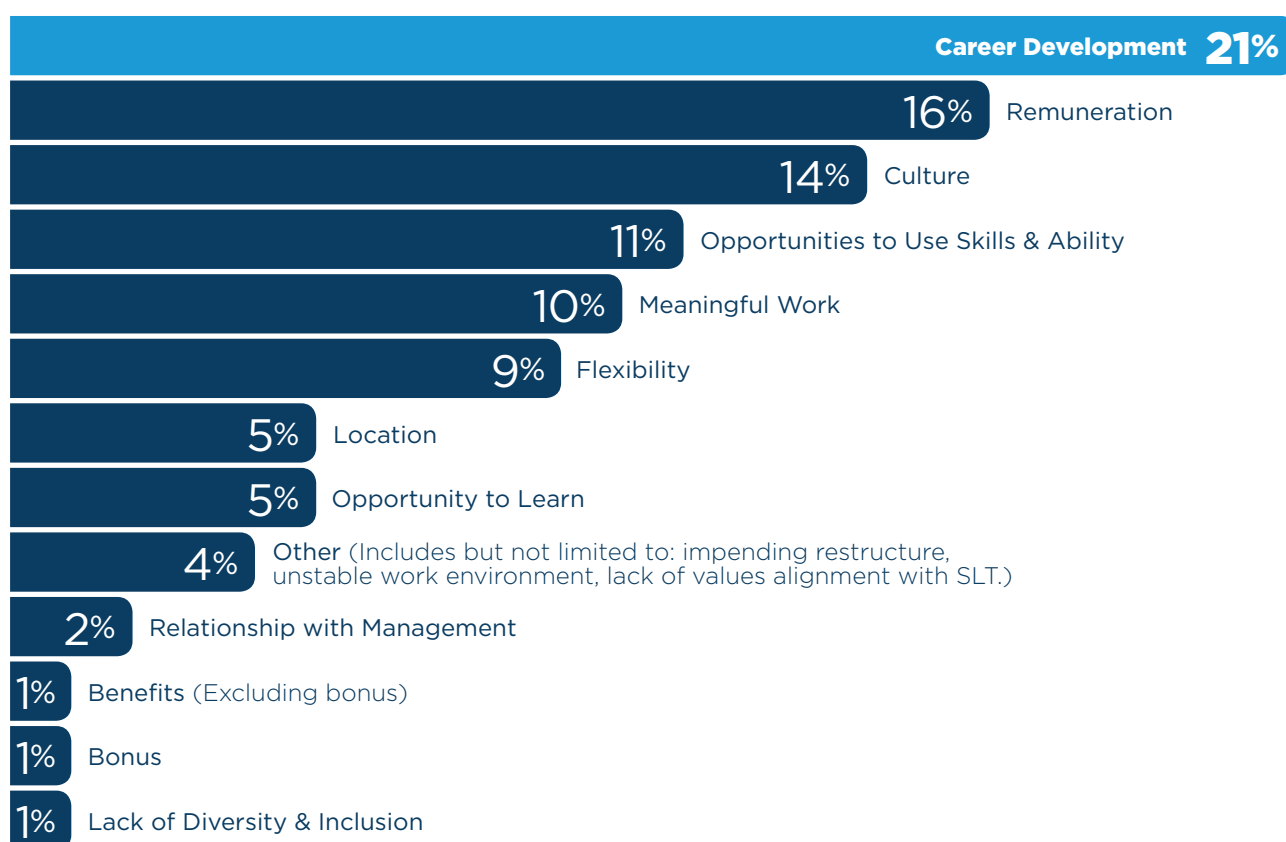 Career Development 21%
16% Remuneration
14% Culture
11% Opportunities to Use Skills & Ability
10% Meaningful Work
9% Flexibility
5% Location
5% Opportunity to Learn
4% Other (Includes but not limited to: impending restructure,
unstable work environment, lack of values alignment with SLT.)
2% Relationship with Management
1% Benefits (Excluding bonus)
1% Bonus
1% Lack of Diversity & Inclusion